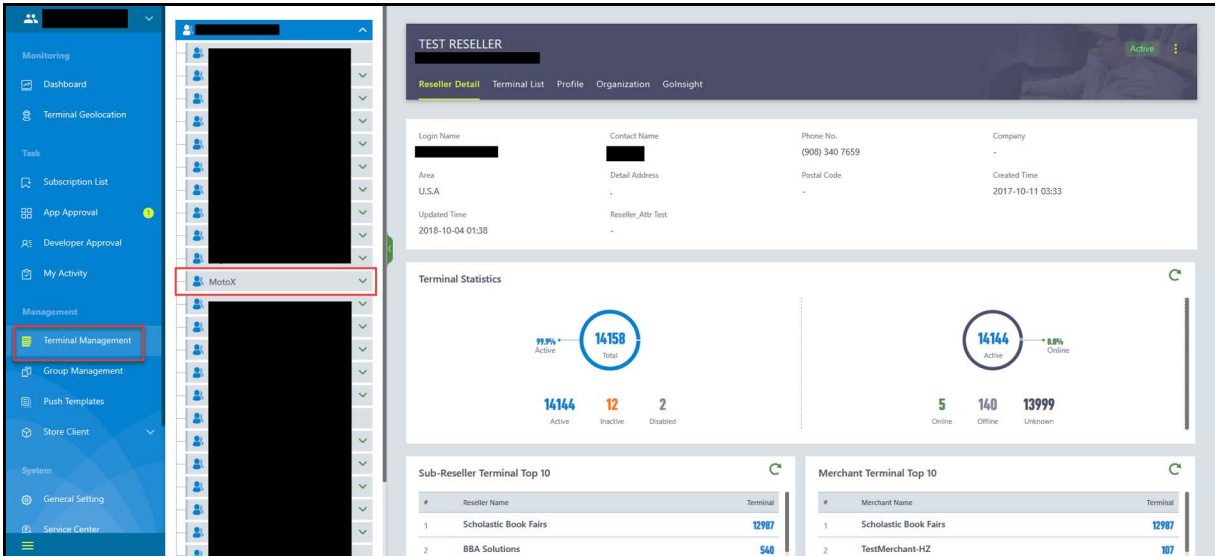 Monitoring
Dashboard
Terminal Geolocation
Task
Subscription List
App Approval 1
Developer Approval
My Activity
Management
Terminal Management
Group Management
Push Templates
Store Client
System
General Setting
Service Center
MotoX
TEST RESELLER
Active
Reseller Detail Terminal List Profile Organization GoInsight
Login Name Contact Name Phone No. Company
(908) 340 7659 -
Area Detail Address Postal Code Created Time
U.S.A , - 2017-10-11 03:33
Updated Time Reseller_Attr Test
2018-10-04 01:38 -
Terminal Statistics
99.9% Active
14158 Total
14144 Active
12 Inactive
2 Disabled
14144 Active
0.0% Online
5 Online
140 Offline
13999 Unknown
Sub-Reseller Terminal Top 10
# Reseller Name Terminal
1 Scholastic Book Fairs 12987
2 BBA Solutions 540
Merchant Terminal Top 10
# Merchant Name Terminal
1 Scholastic Book Fairs 12987
2 TestMerchant-HZ 107